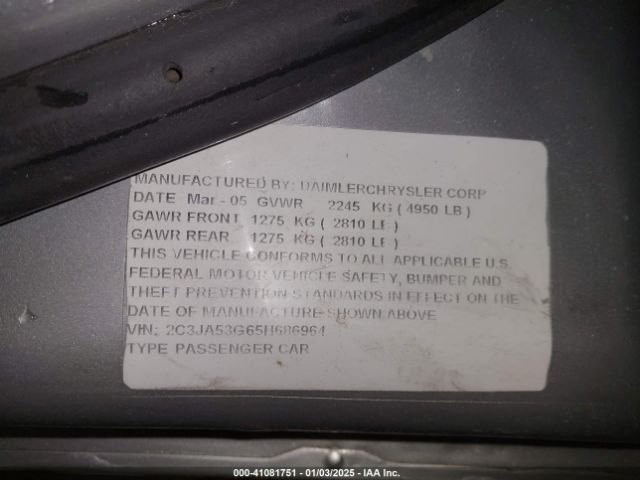 MANUFACTURED BY: DAIMLERCHRYSLER CORP
DATE Mar - 05 GVWR 2245 KG ( 4950 LB )
GAWR FRONT 1275 KG ( 2810 LB )
GAWR REAR 1275 KG ( 2810 LB )
THIS VEHICLE CONFORMS TO ALL APPLICABLE U.S
FEDERAL MOTOR VEHICLE SAFETY, BUMPER AND
THEFT PREVENTION STANDARDS IN EFFECT ON THE
DATE OF MANUFACTURE SHOWN ABOVE
VIN: 2C3JA53G65H686964
TYPE PASSENGER CAR
000-41081751 - 01/03/2025 - IAA Inc.